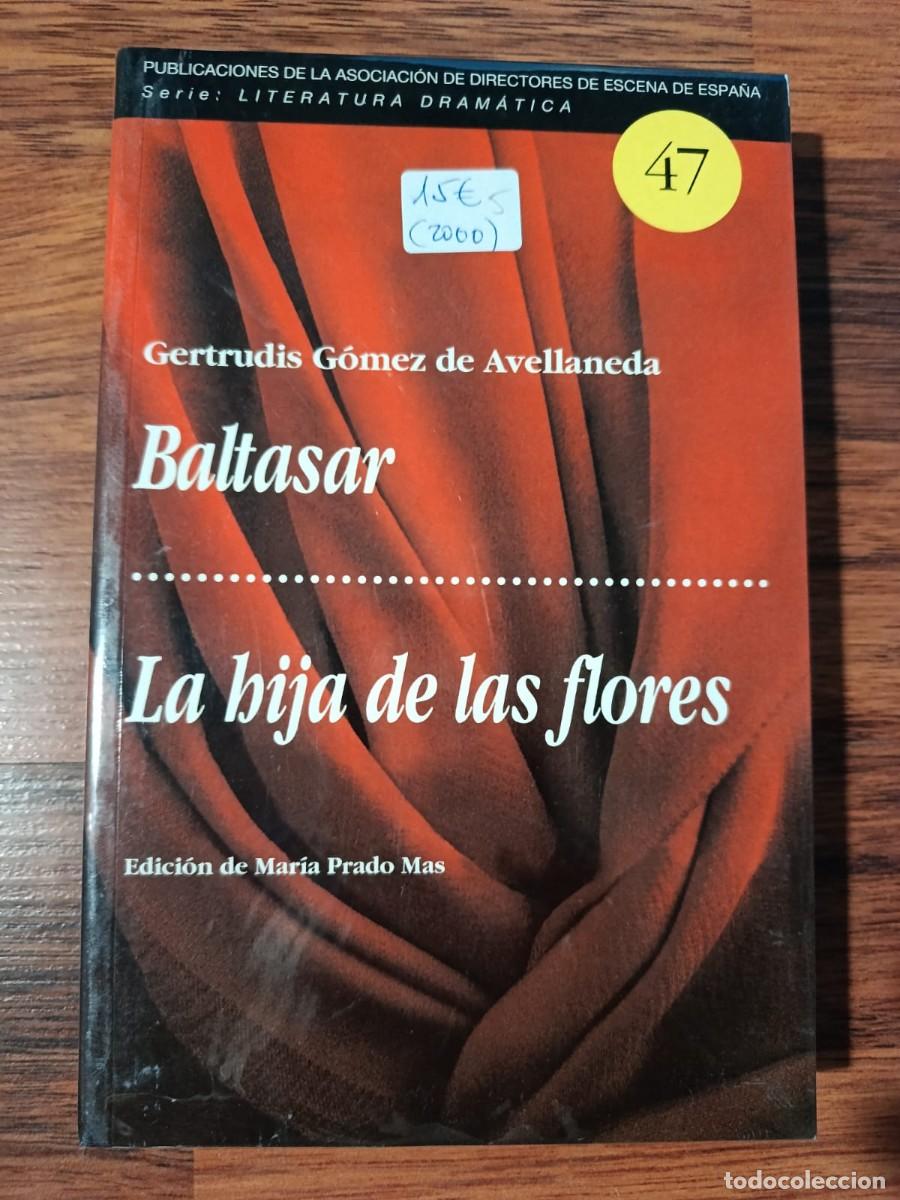 PUBLICACIONES DE LA ASOCIACIÓN DE DIRECTORES DE ESCENA DE ESPAÑA
Serie: LITERATURA DRAMÁTICA
47
15€ 5
(2000)
Gertrudis Gómez de Avellaneda
Baltasar
La hija de las flores
Edición de María Prado Mas
todocoleccion